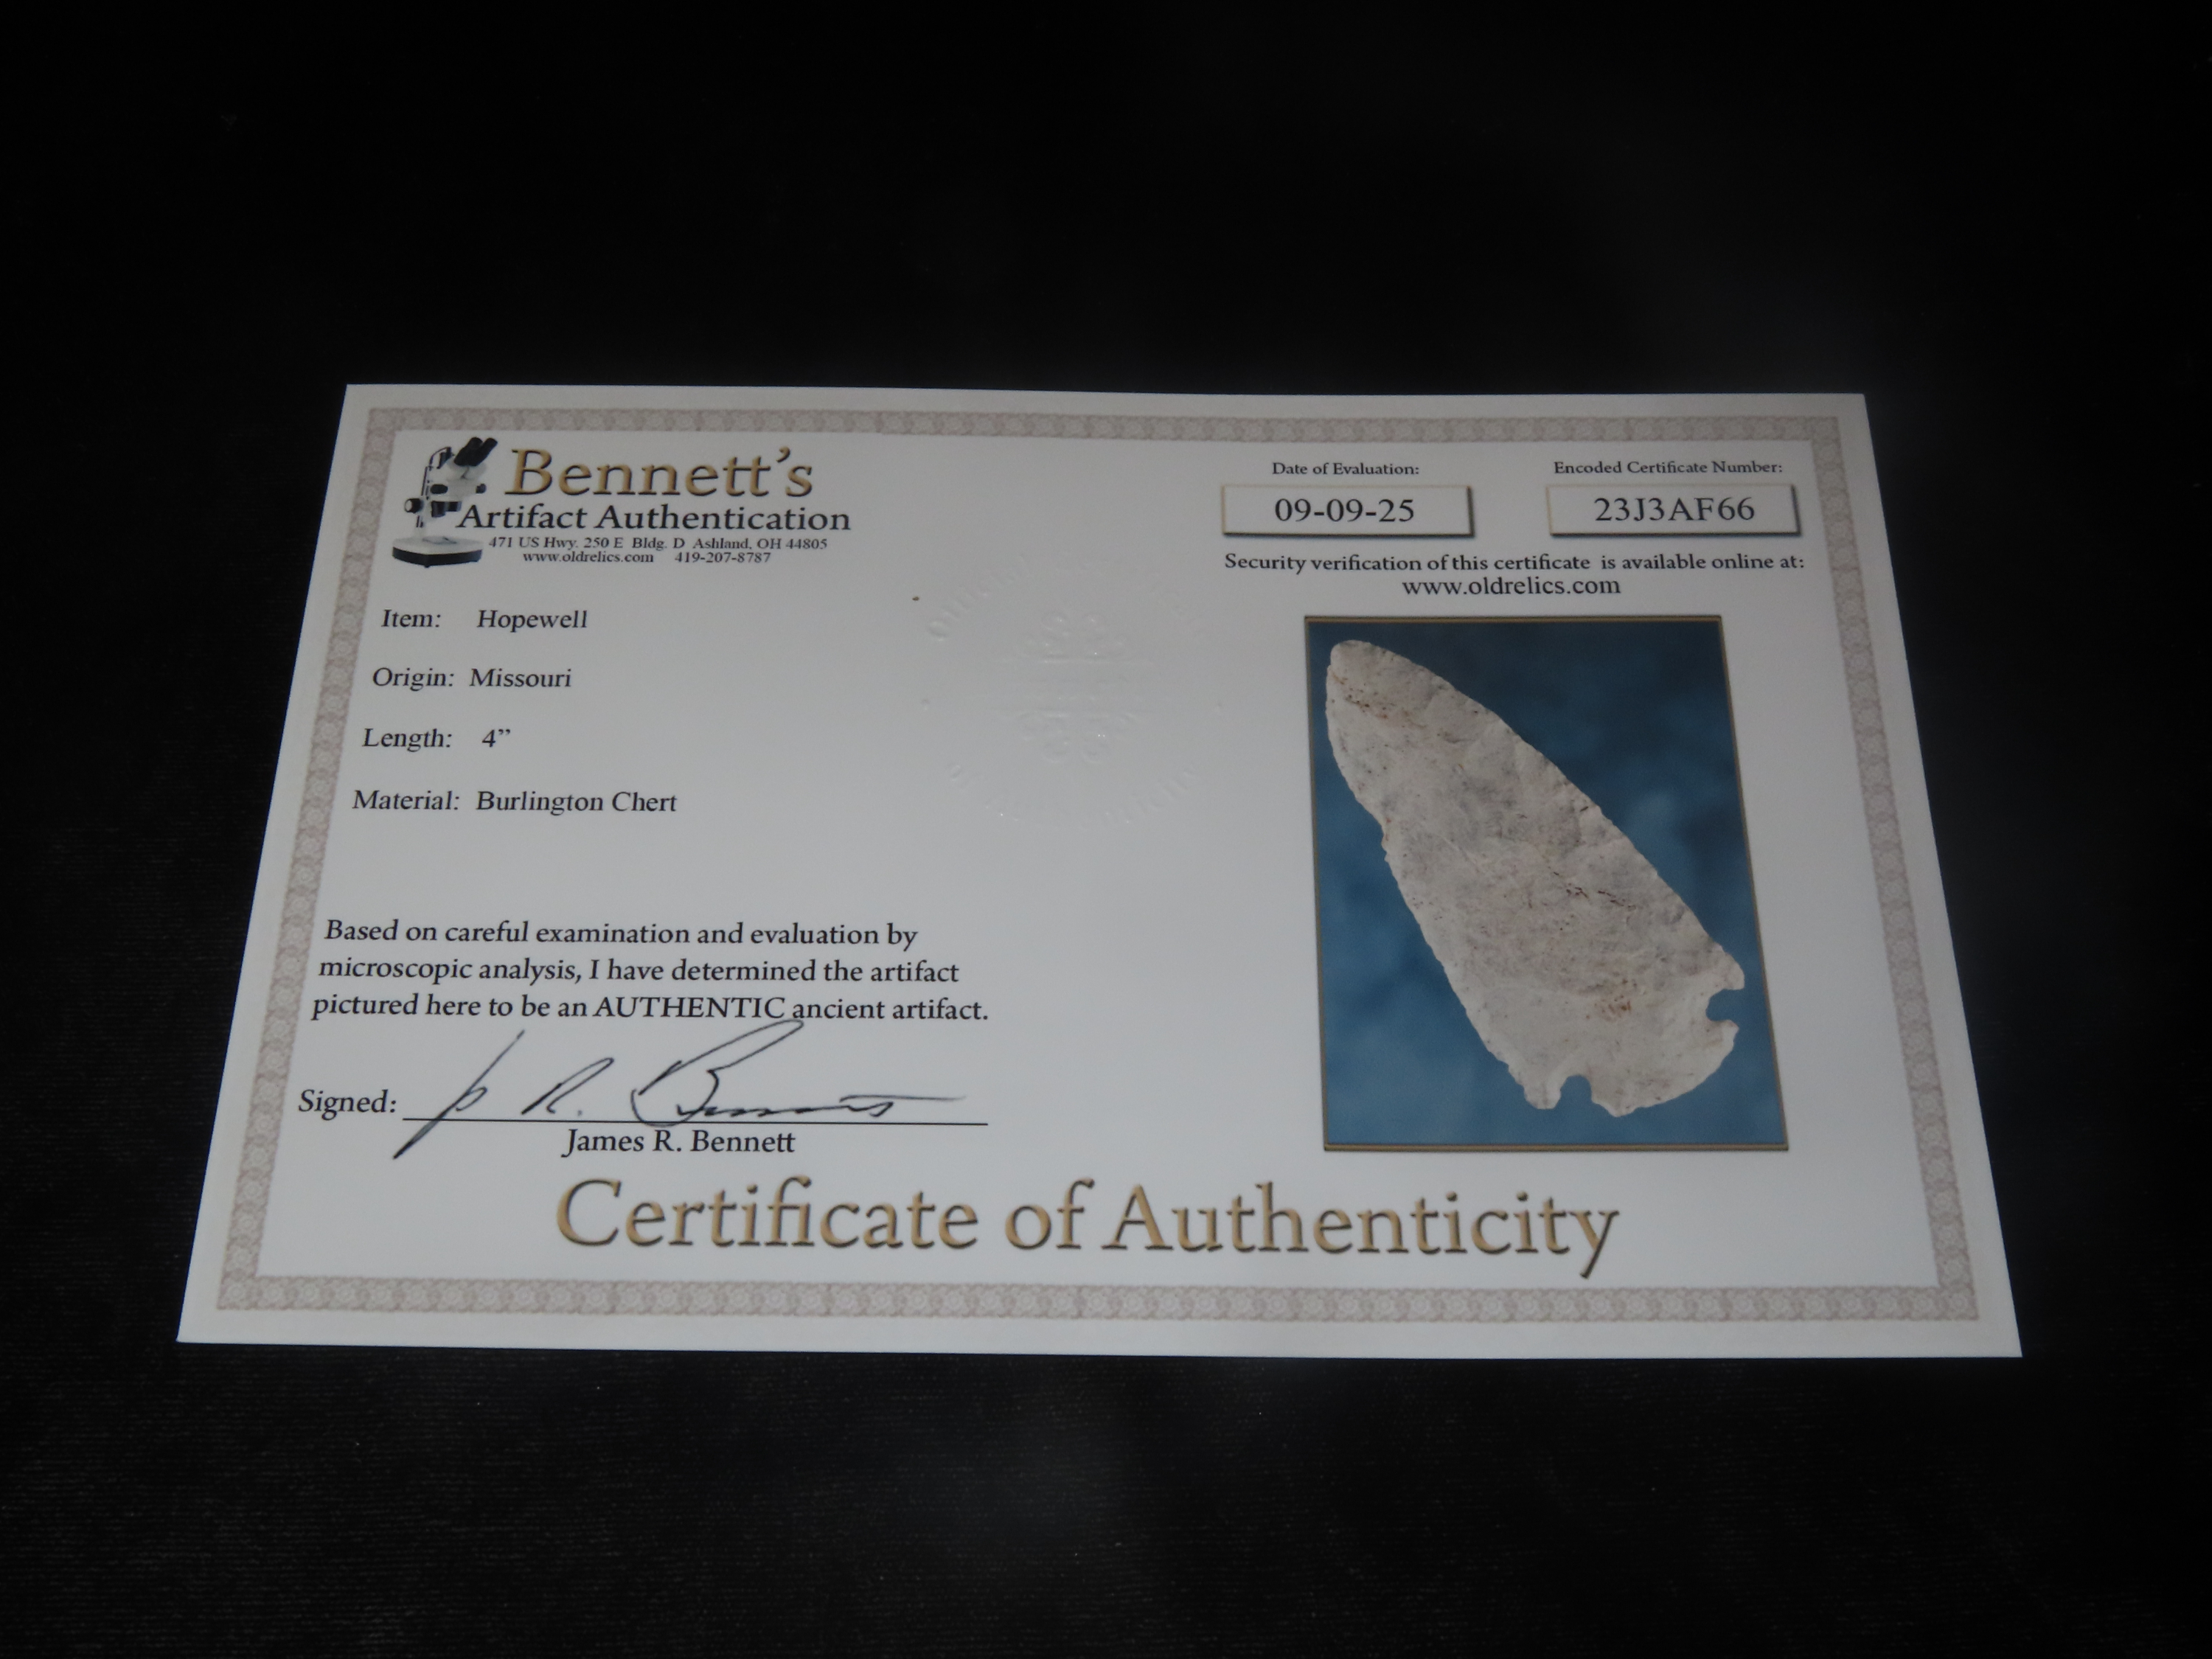 Bennett's
Artifact Authentication
471 US Hwy. 250 E Bldg. D Ashland, OH 44805
www.oldrelics.com 419-207-8787
Date of Evaluation:
09-09-25
Encoded Certificate Number:
23J3AF66
Security verification of this certificate is available online at:
www.oldrelics.com
Item: Hopewell
Origin: Missouri
Length: 4”
Material: Burlington Chert
Based on careful examination and evaluation by
microscopic analysis, I have determined the artifact
pictured here to be an AUTHENTIC ancient artifact.
Signed: J R. Bennett
James R. Bennett
Certificate of Authenticity